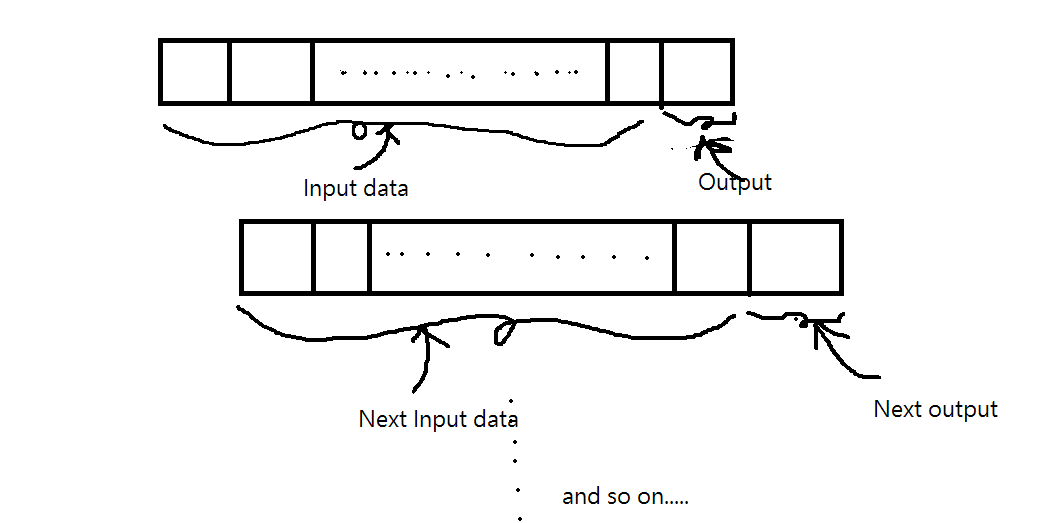 Input data
Output
Next Input data
Next output
and so on.....